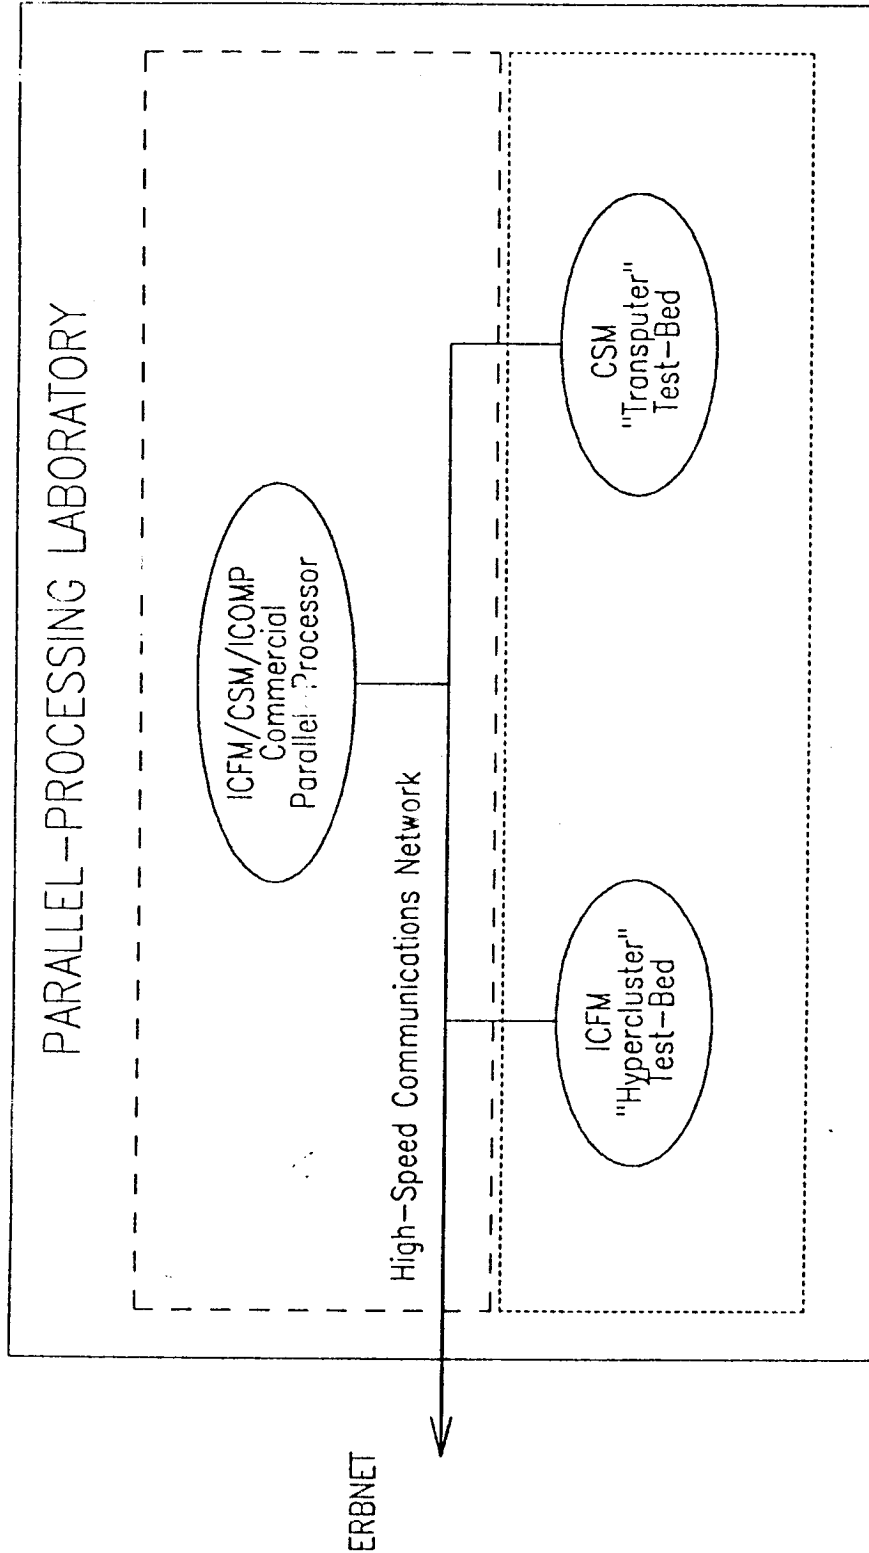 PARALLEL-PROCESSING LABORATORY
ICFM/CSM/ICOMP
Commercial
Parallel-Processor
High-Speed Communications Network
ERBNET
ICFM
"Hypercluster"
Test-Bed
CSM
"Transputer"
Test-Bed